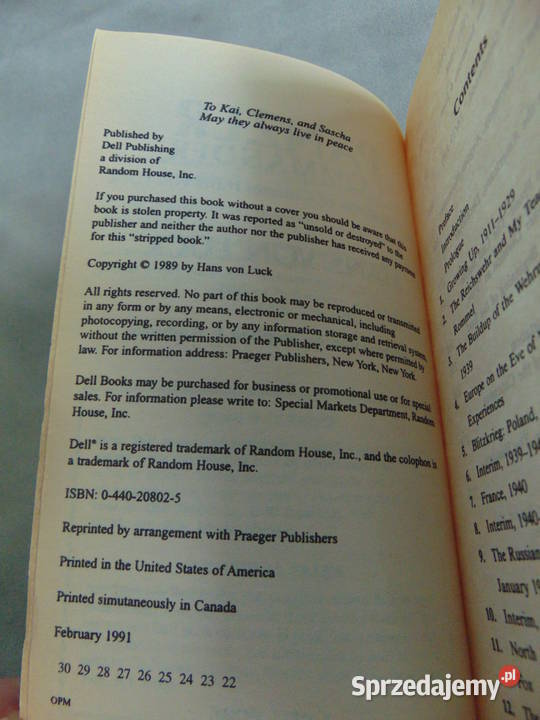 To Kai, Clemens, and Sascha
May they always live in peace
Published by
Dell Publishing
a division of
Random House, Inc.
If you purchased this book without a cover you should be aware that this
book is stolen property. It was reported as "unsold or destroyed" to the
publisher and neither the author nor the publisher has received any payment
for this "stripped book."
Copyright © 1989 by Hans von Luck
All rights reserved. No part of this book may be reproduced or transmitted
in any form or by any means, electronic or mechanical, including
photocopying, recording, or by any information storage and retrieval system,
without the written permission of the Publisher, except where permitted by
law. For information address: Praeger Publishers, New York, New York
Dell Books may be purchased for business or promotional use or for special
sales. For information please write to: Special Markets Department, Random
House, Inc.
Dell® is a registered trademark of Random House, Inc., and the colophon is
a trademark of Random House, Inc.
ISBN: 0-440-20802-5
Reprinted by arrangement with Praeger Publishers
Printed in the United States of America
Printed simutaneously in Canada
February 1991
30 29 28 27 26 25 24 23 22
OPM
Contents
Preface
Introduction
Prologue
1. Growing Up, 1911–1929
2. The Reichswehr and My Teac
Rommel
3. The Buildup of the Wehrm
1939
4. Europe on the Eve of
Experiences
5. Blitzkrieg: Poland,
6. Interim, 1939–194
7. France, 1940
8. Interim, 1940–
9. The Russian
January 1
10. Interim,
11. North
Fox
12. The
Sprzedajemy.pl